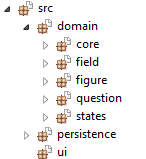 src
domain
core
field
figure
question
states
persistence
ui